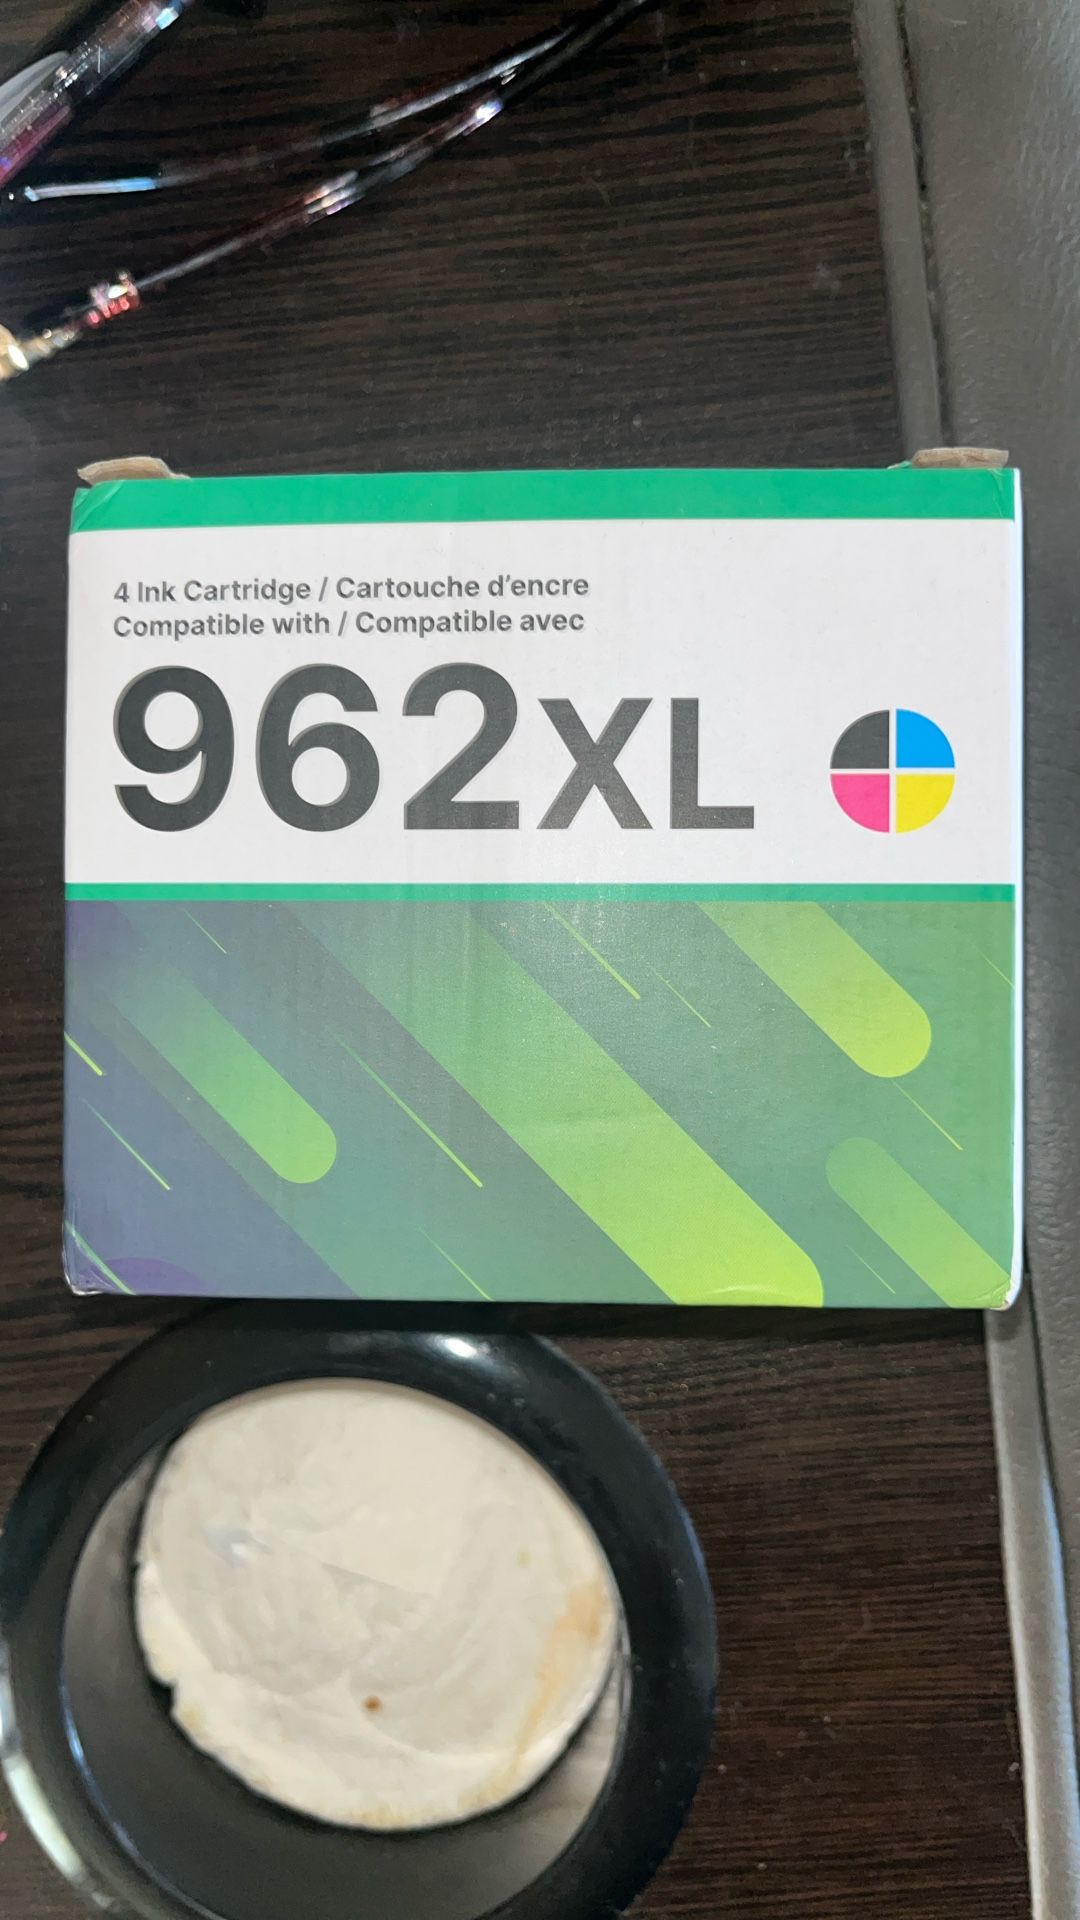 4 Ink Cartridge / Cartouche d'encre
Compatible with / Compatible avec
962XL